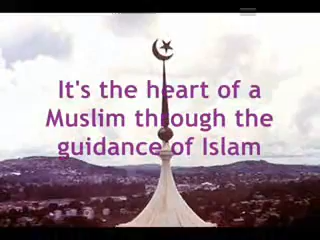 It's the heart of a
Muslim through the
guidance of Islam